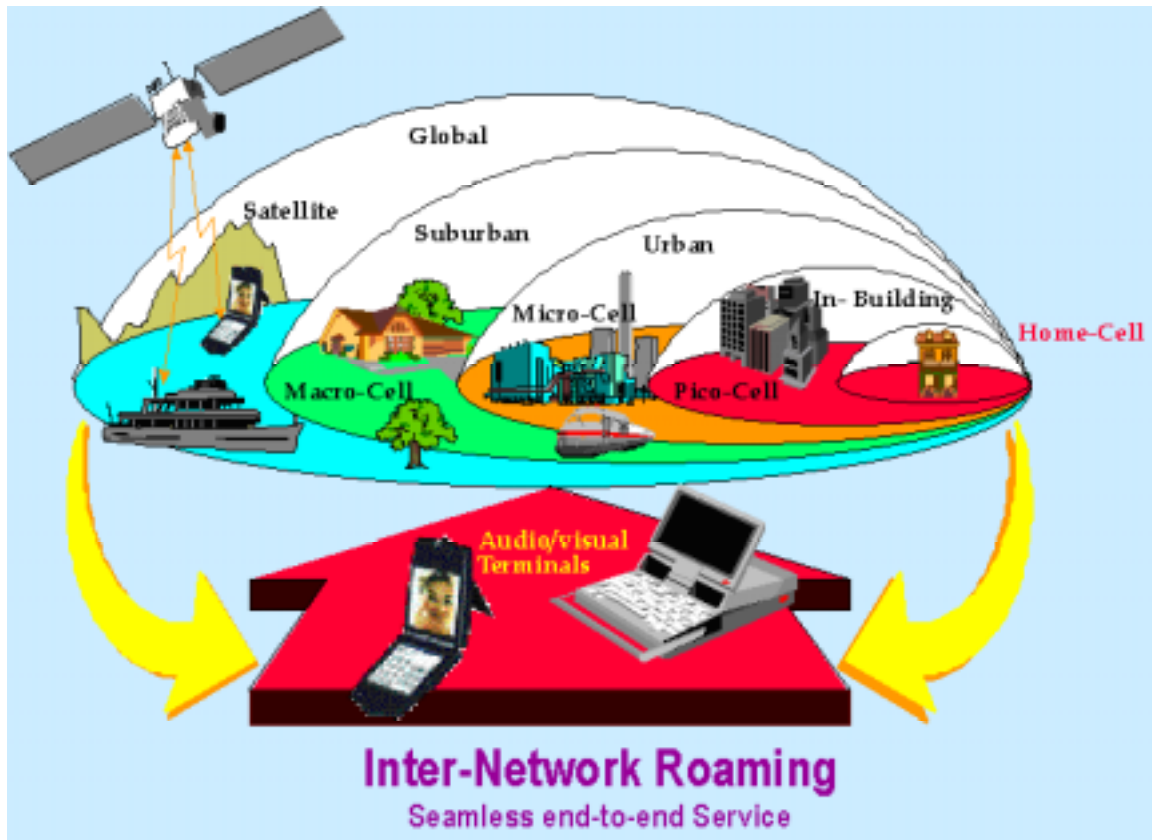 Global
Satellite
Suburban
Urban
Micro-Cell
In- Building
Home-Cell
Macro-Cell
Pico-Cell
Audio/visual
Terminals
Inter-Network Roaming
Seamless end-to-end Service